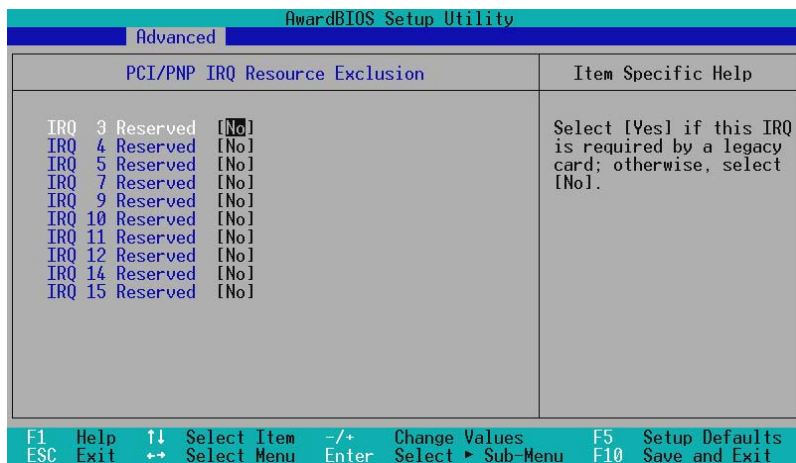 AwardBIOS Setup Utility
Advanced
PCI/PNP IRQ Resource Exclusion
IRQ 3 Reserved [No]
IRQ 4 Reserved [No]
IRQ 5 Reserved [No]
IRQ 7 Reserved [No]
IRQ 9 Reserved [No]
IRQ 10 Reserved [No]
IRQ 11 Reserved [No]
IRQ 12 Reserved [No]
IRQ 14 Reserved [No]
IRQ 15 Reserved [No]
Item Specific Help
Select [Yes] if this IRQ
is required by a legacy
card; otherwise, select
[No].
F1 Help ↑↓ Select Item -/+ Change Values F5 Setup Defaults
ESC Exit ←→ Select Menu Enter Select ► Sub-Menu F10 Save and Exit